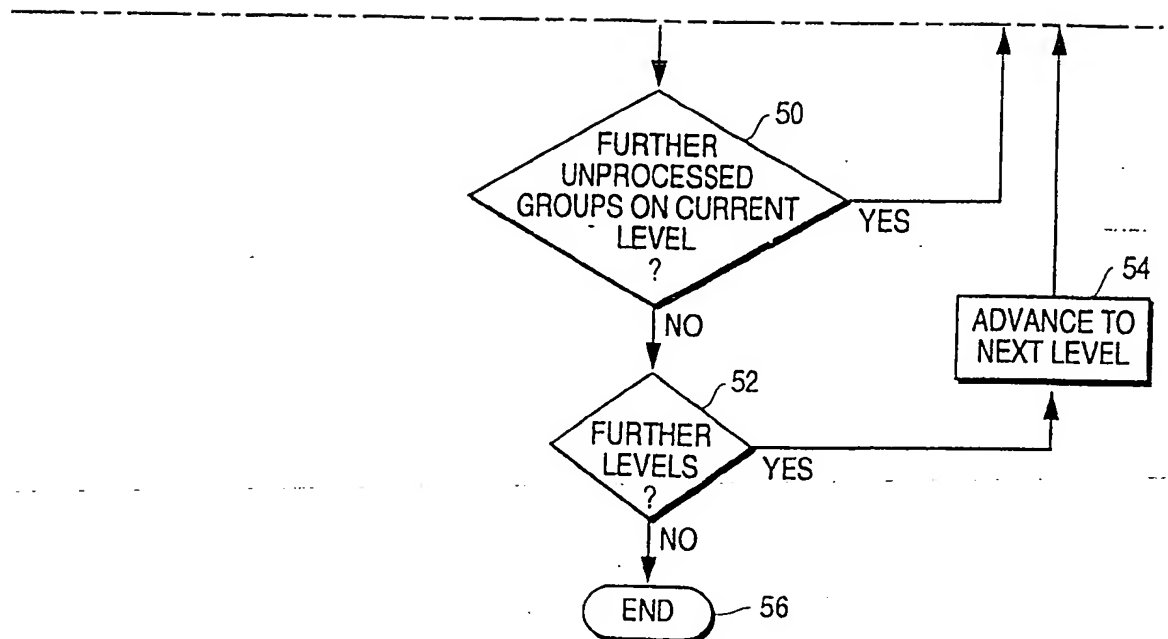 50
FURTHER
UNPROCESSED
GROUPS ON CURRENT
LEVEL
?
YES
NO
54
ADVANCE TO
NEXT LEVEL
52
FURTHER
LEVELS
?
YES
NO
END
56